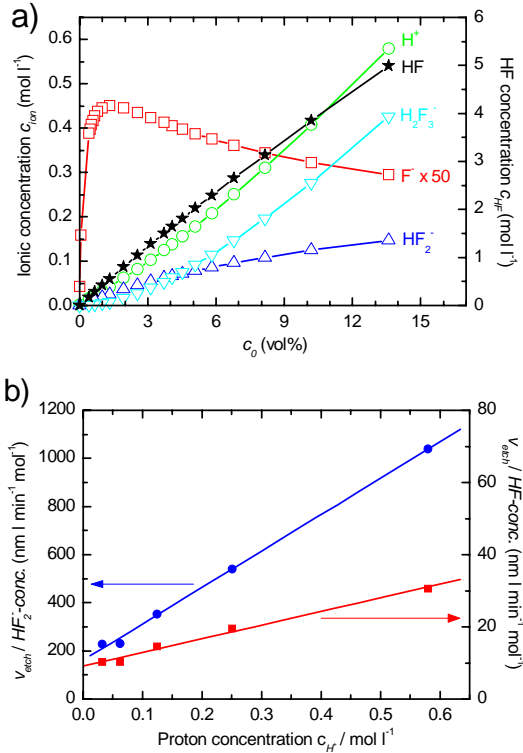 a)
Ionic concentration c_ion (mol l⁻¹)
0.6
0.5
0.4
0.3
0.2
0.1
0.0
H⁺
HF
H₂F₃⁻
F⁻ x 50
HF₂⁻
6
5
4
3
2
1
0
HF concentration c_HF (mol l⁻¹)
0 3 6 9 12 15
c₀ (vol%)
b)
v_etch / HF₂⁻-conc. (nm l min⁻¹ mol⁻¹)
1200
1000
800
600
400
200
0
80
60
40
20
0
v_etch / HF-conc. (nm l min⁻¹ mol⁻¹)
0.0 0.1 0.2 0.3 0.4 0.5 0.6
Proton concentration c_H⁺ / mol l⁻¹